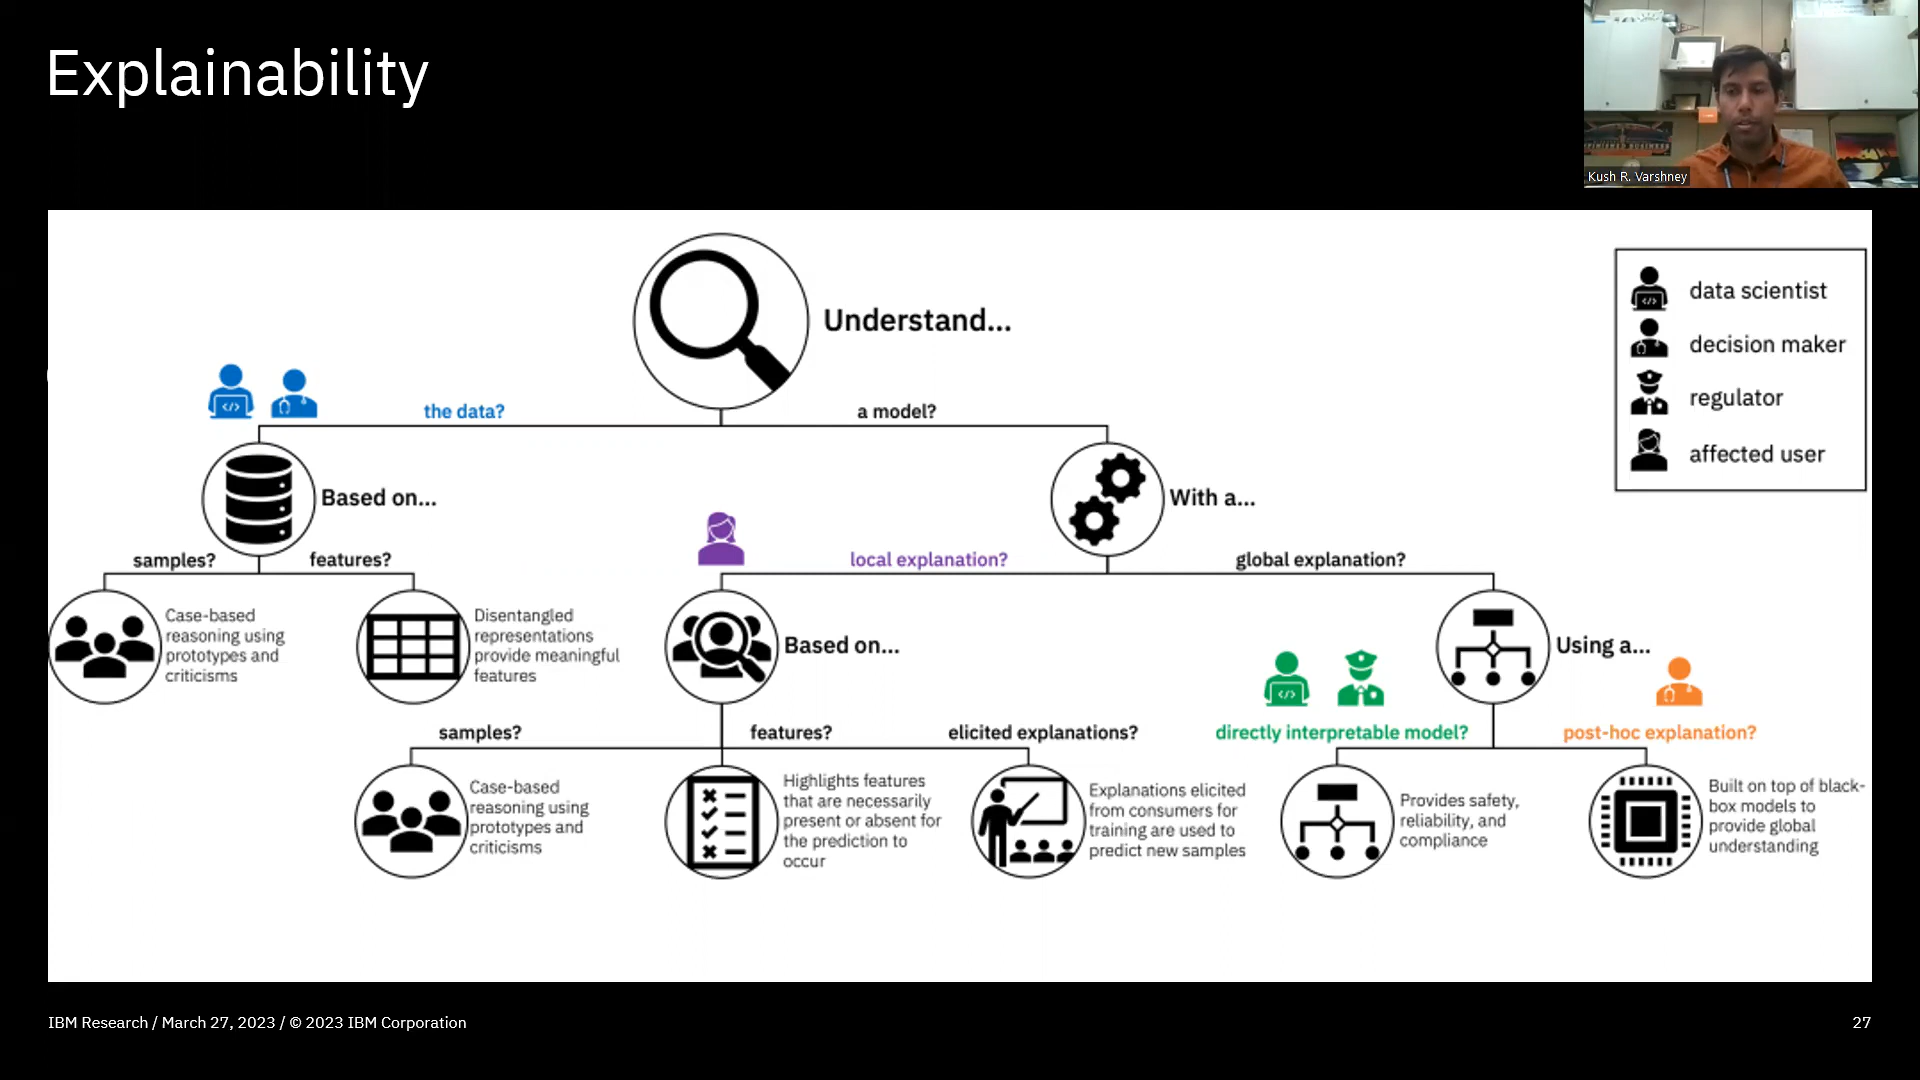 Explainability
Kush R. Varshney
Understand...
data scientist
decision maker
regulator
affected user
the data?
a model?
Based on...
With a...
samples?
features?
local explanation?
global explanation?
Case-based
reasoning using
prototypes and
criticisms
Disentangled
representations
provide meaningful
features
Based on...
Using a...
samples?
features?
elicited explanations?
directly interpretable model?
post-hoc explanation?
Case-based
reasoning using
prototypes and
criticisms
Highlights features
that are necessarily
present or absent for
the prediction to
occur
Explanations elicited
from consumers for
training are used to
predict new samples
Provides safety,
reliability, and
compliance
Built on top of black-
box models to
provide global
understanding
IBM Research / March 27, 2023 / © 2023 IBM Corporation
27